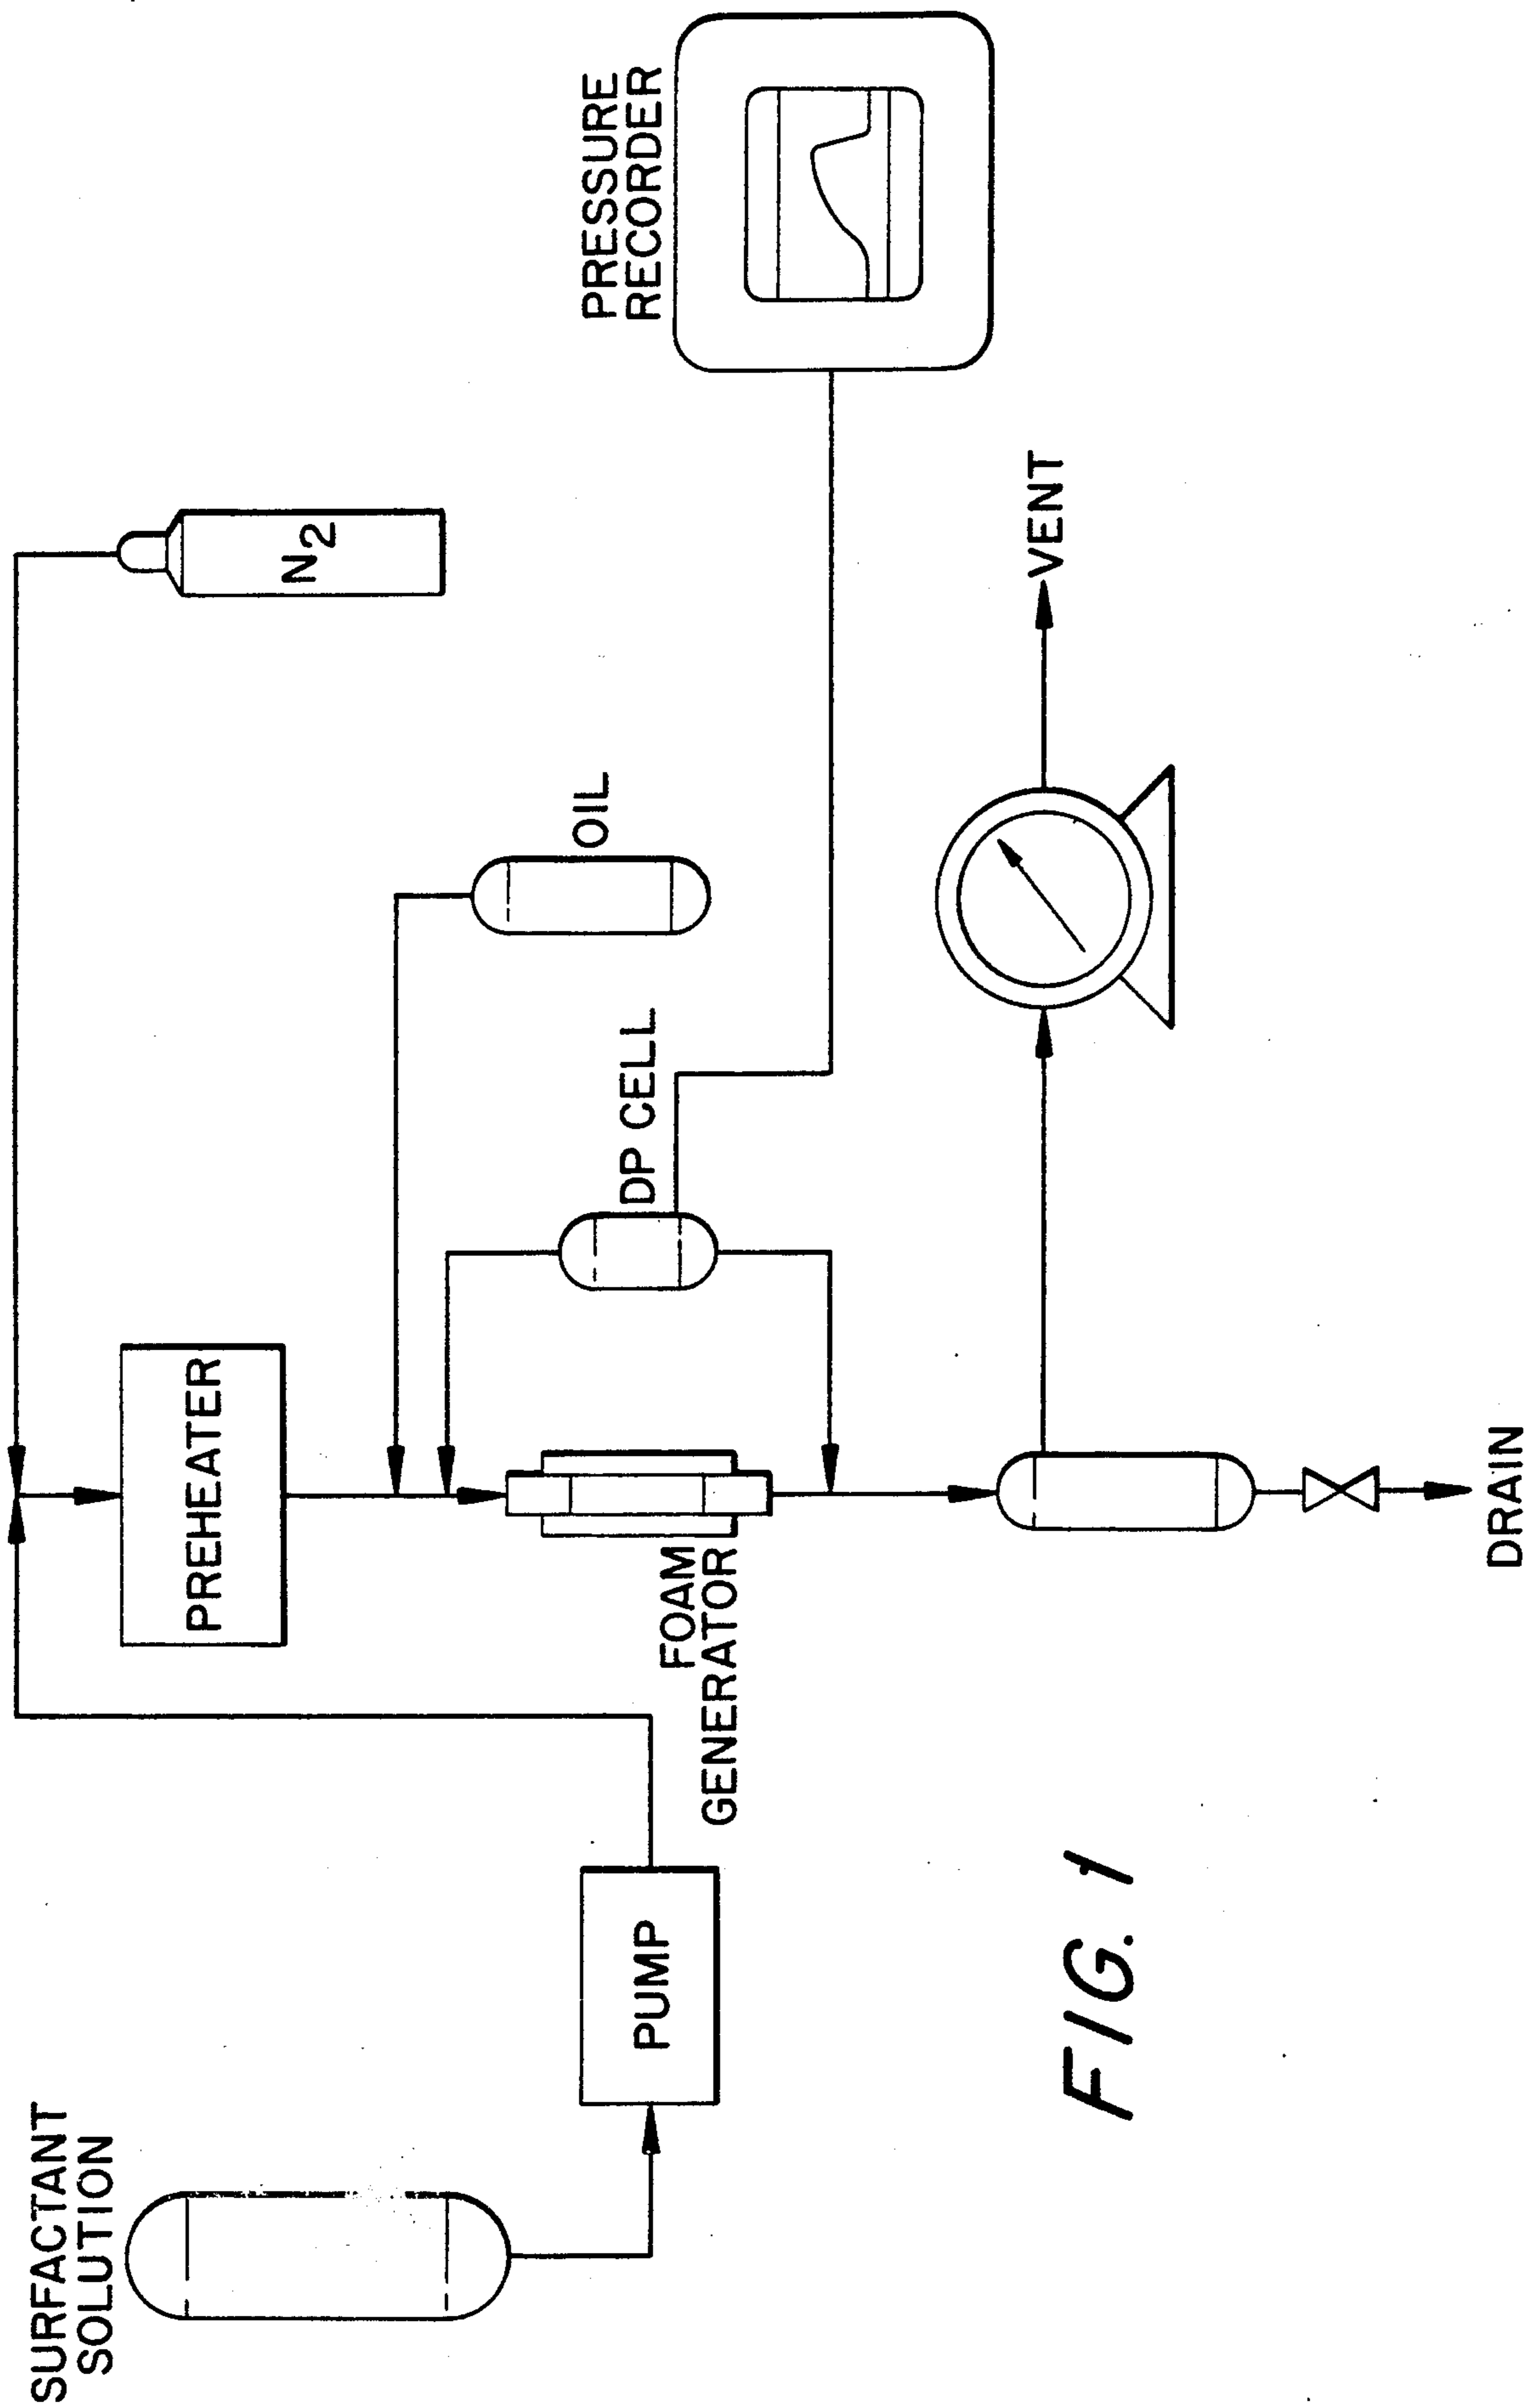 SURFACTANT
SOLUTION
PUMP
PREHEATER
N2
FOAM
GENERATOR
DP CELL
OIL
PRESSURE
RECORDER
VENT
DRAIN
FIG. 1